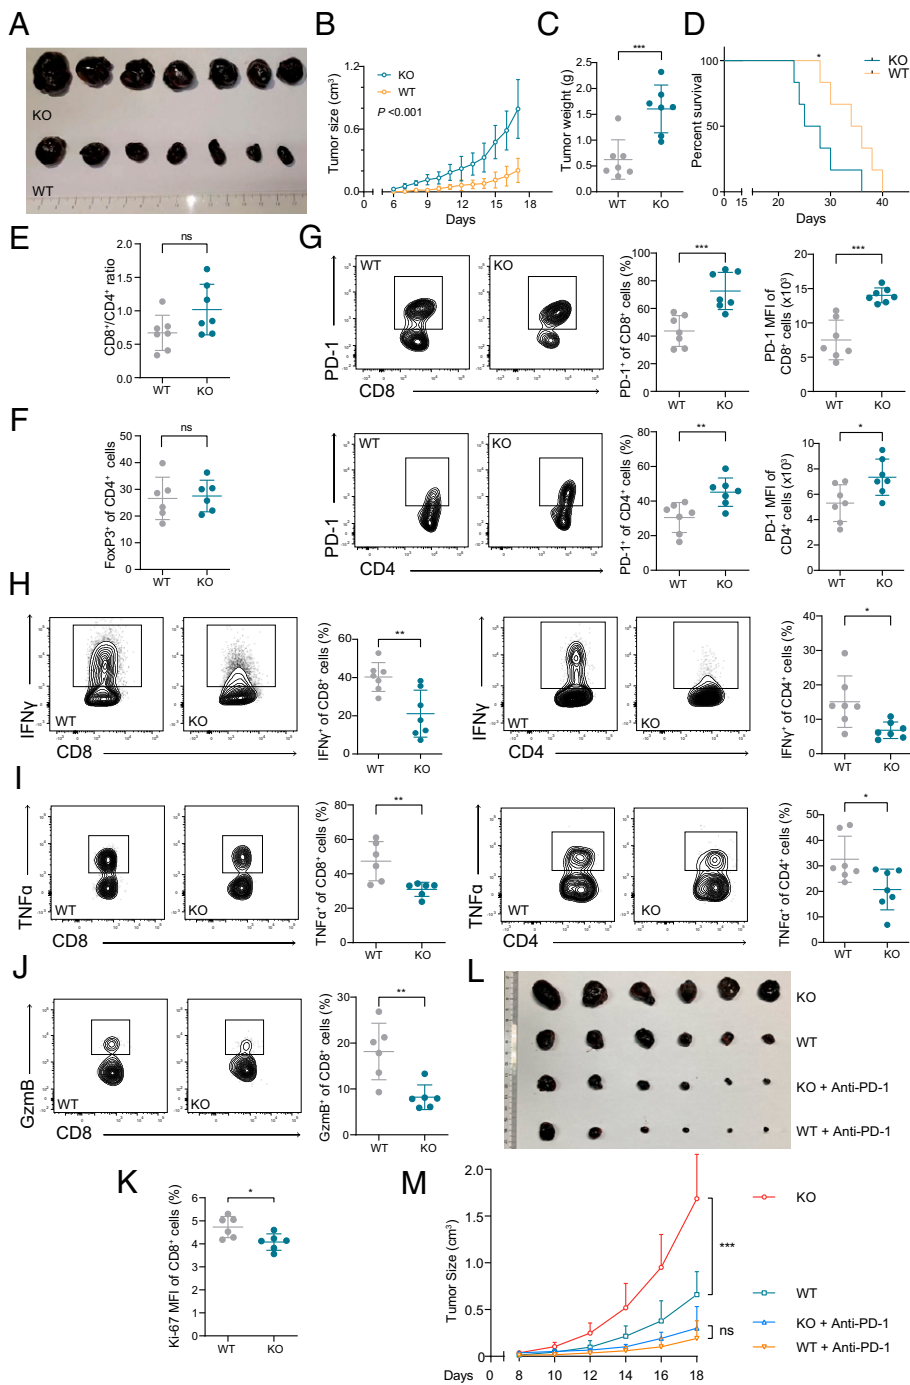 A
KO
WT
B
Tumor size (cm³)
1.2
0.6
0.0
KO
WT
P <0.001
0 6 9 12 15 18
Days
C
Tumor weight (g)
2.5
2.0
1.5
1.0
0.5
0.0
***
WT KO
D
Percent survival
100
50
0
*
KO
WT
0 15 20 30 40
Days
E
CD8⁺/CD4⁺ ratio
2.0
1.5
1.0
0.5
0.0
ns
WT KO
F
FoxP3⁺ of CD4⁺ cells
50
40
30
20
10
0
ns
WT KO
G
WT
KO
PD-1
CD8
PD-1⁺ of CD8⁺ cells (%)
100
80
60
40
20
0
***
WT KO
PD-1 MFI of
CD8⁺ cells (x10³)
20
15
10
5
0
***
WT KO
WT
KO
PD-1
CD4
PD-1⁺ of CD4⁺ cells (%)
80
60
40
20
0
**
WT KO
PD-1 MFI of
CD4⁺ cells (x10³)
10
8
6
4
2
0
*
WT KO
H
IFNγ
WT
KO
CD8
IFNγ⁺ of CD8⁺ cells (%)
60
40
20
0
**
WT KO
IFNγ
WT
KO
CD4
IFNγ⁺ of CD4⁺ cells (%)
40
30
20
10
0
*
WT KO
I
TNFα
WT
KO
CD8
TNFα⁺ of CD8⁺ cells (%)
80
60
40
20
0
**
WT KO
TNFα
WT
KO
CD4
TNFα⁺ of CD4⁺ cells (%)
50
40
30
20
10
0
*
WT KO
J
GzmB
WT
KO
CD8
GzmB⁺ of CD8⁺ cells (%)
30
20
10
0
**
WT KO
K
Ki-67 MFI of CD8⁺ cells (%)
6
5
4
3
2
1
0
*
WT KO
L
KO
WT
KO + Anti-PD-1
WT + Anti-PD-1
M
Tumor Size (cm³)
2.0
1.5
1.0
0.5
0
Days 0 8 10 12 14 16 18
***
ns
KO
WT
KO + Anti-PD-1
WT + Anti-PD-1